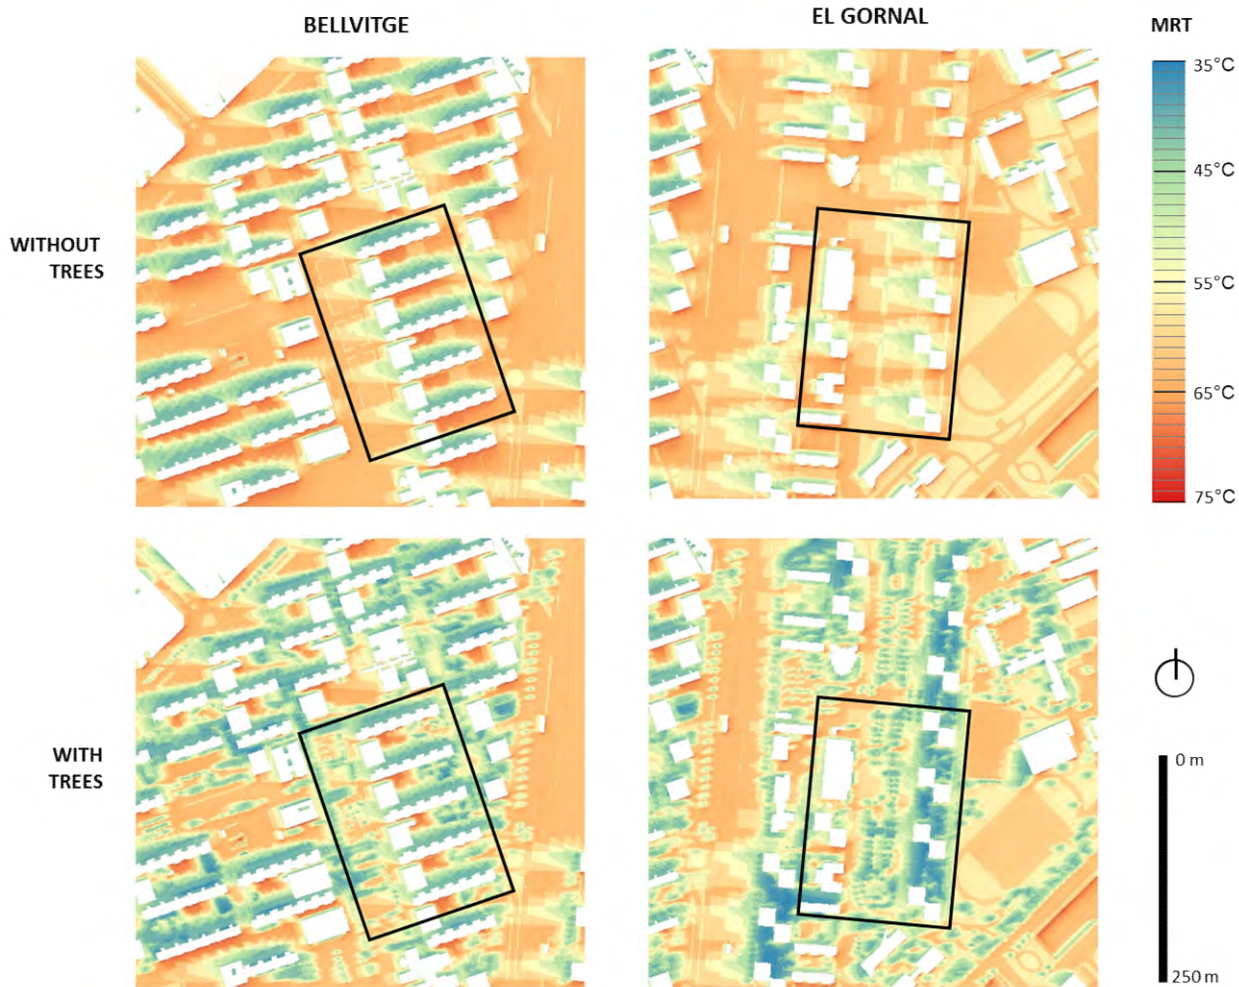 BELLVITGE
EL GORNAL
MRT
35°C
45°C
55°C
65°C
75°C
WITHOUT
TREES
WITH
TREES
0 m
250 m